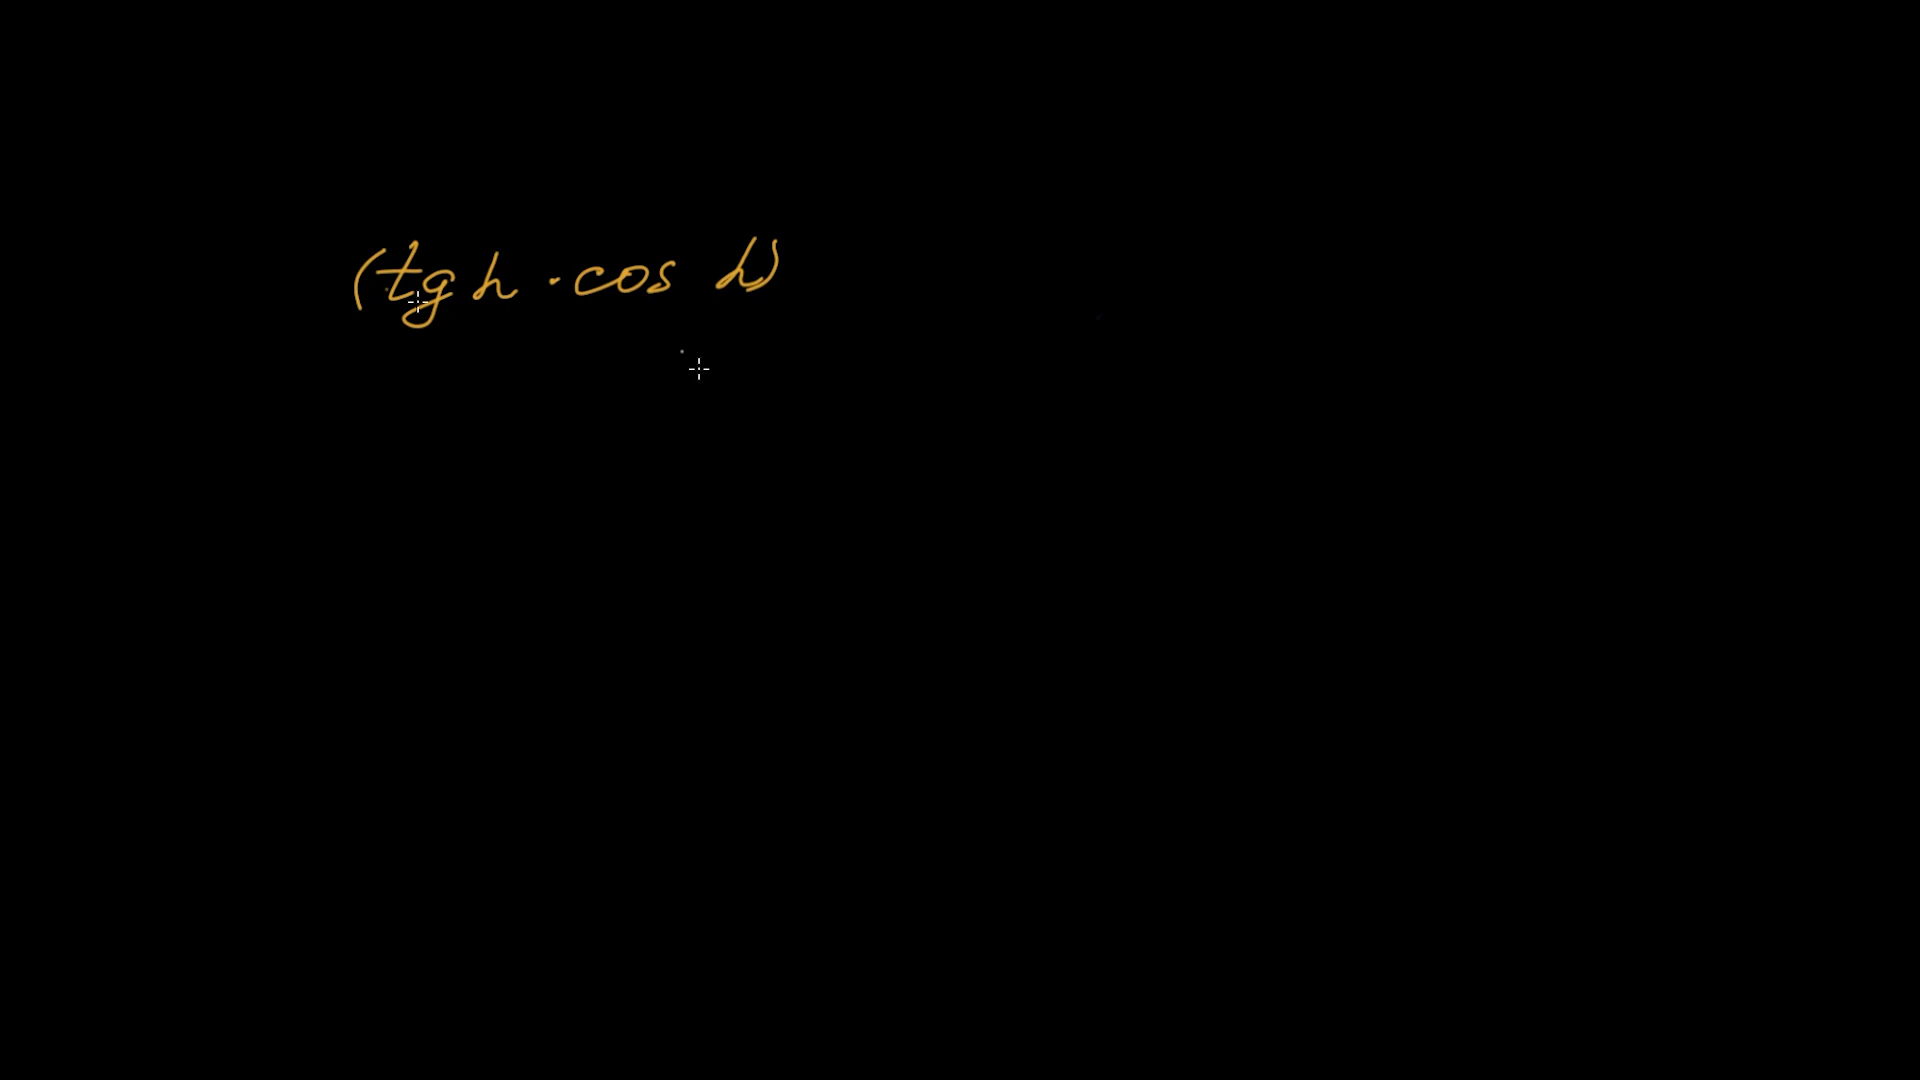 (tg h · cos h)